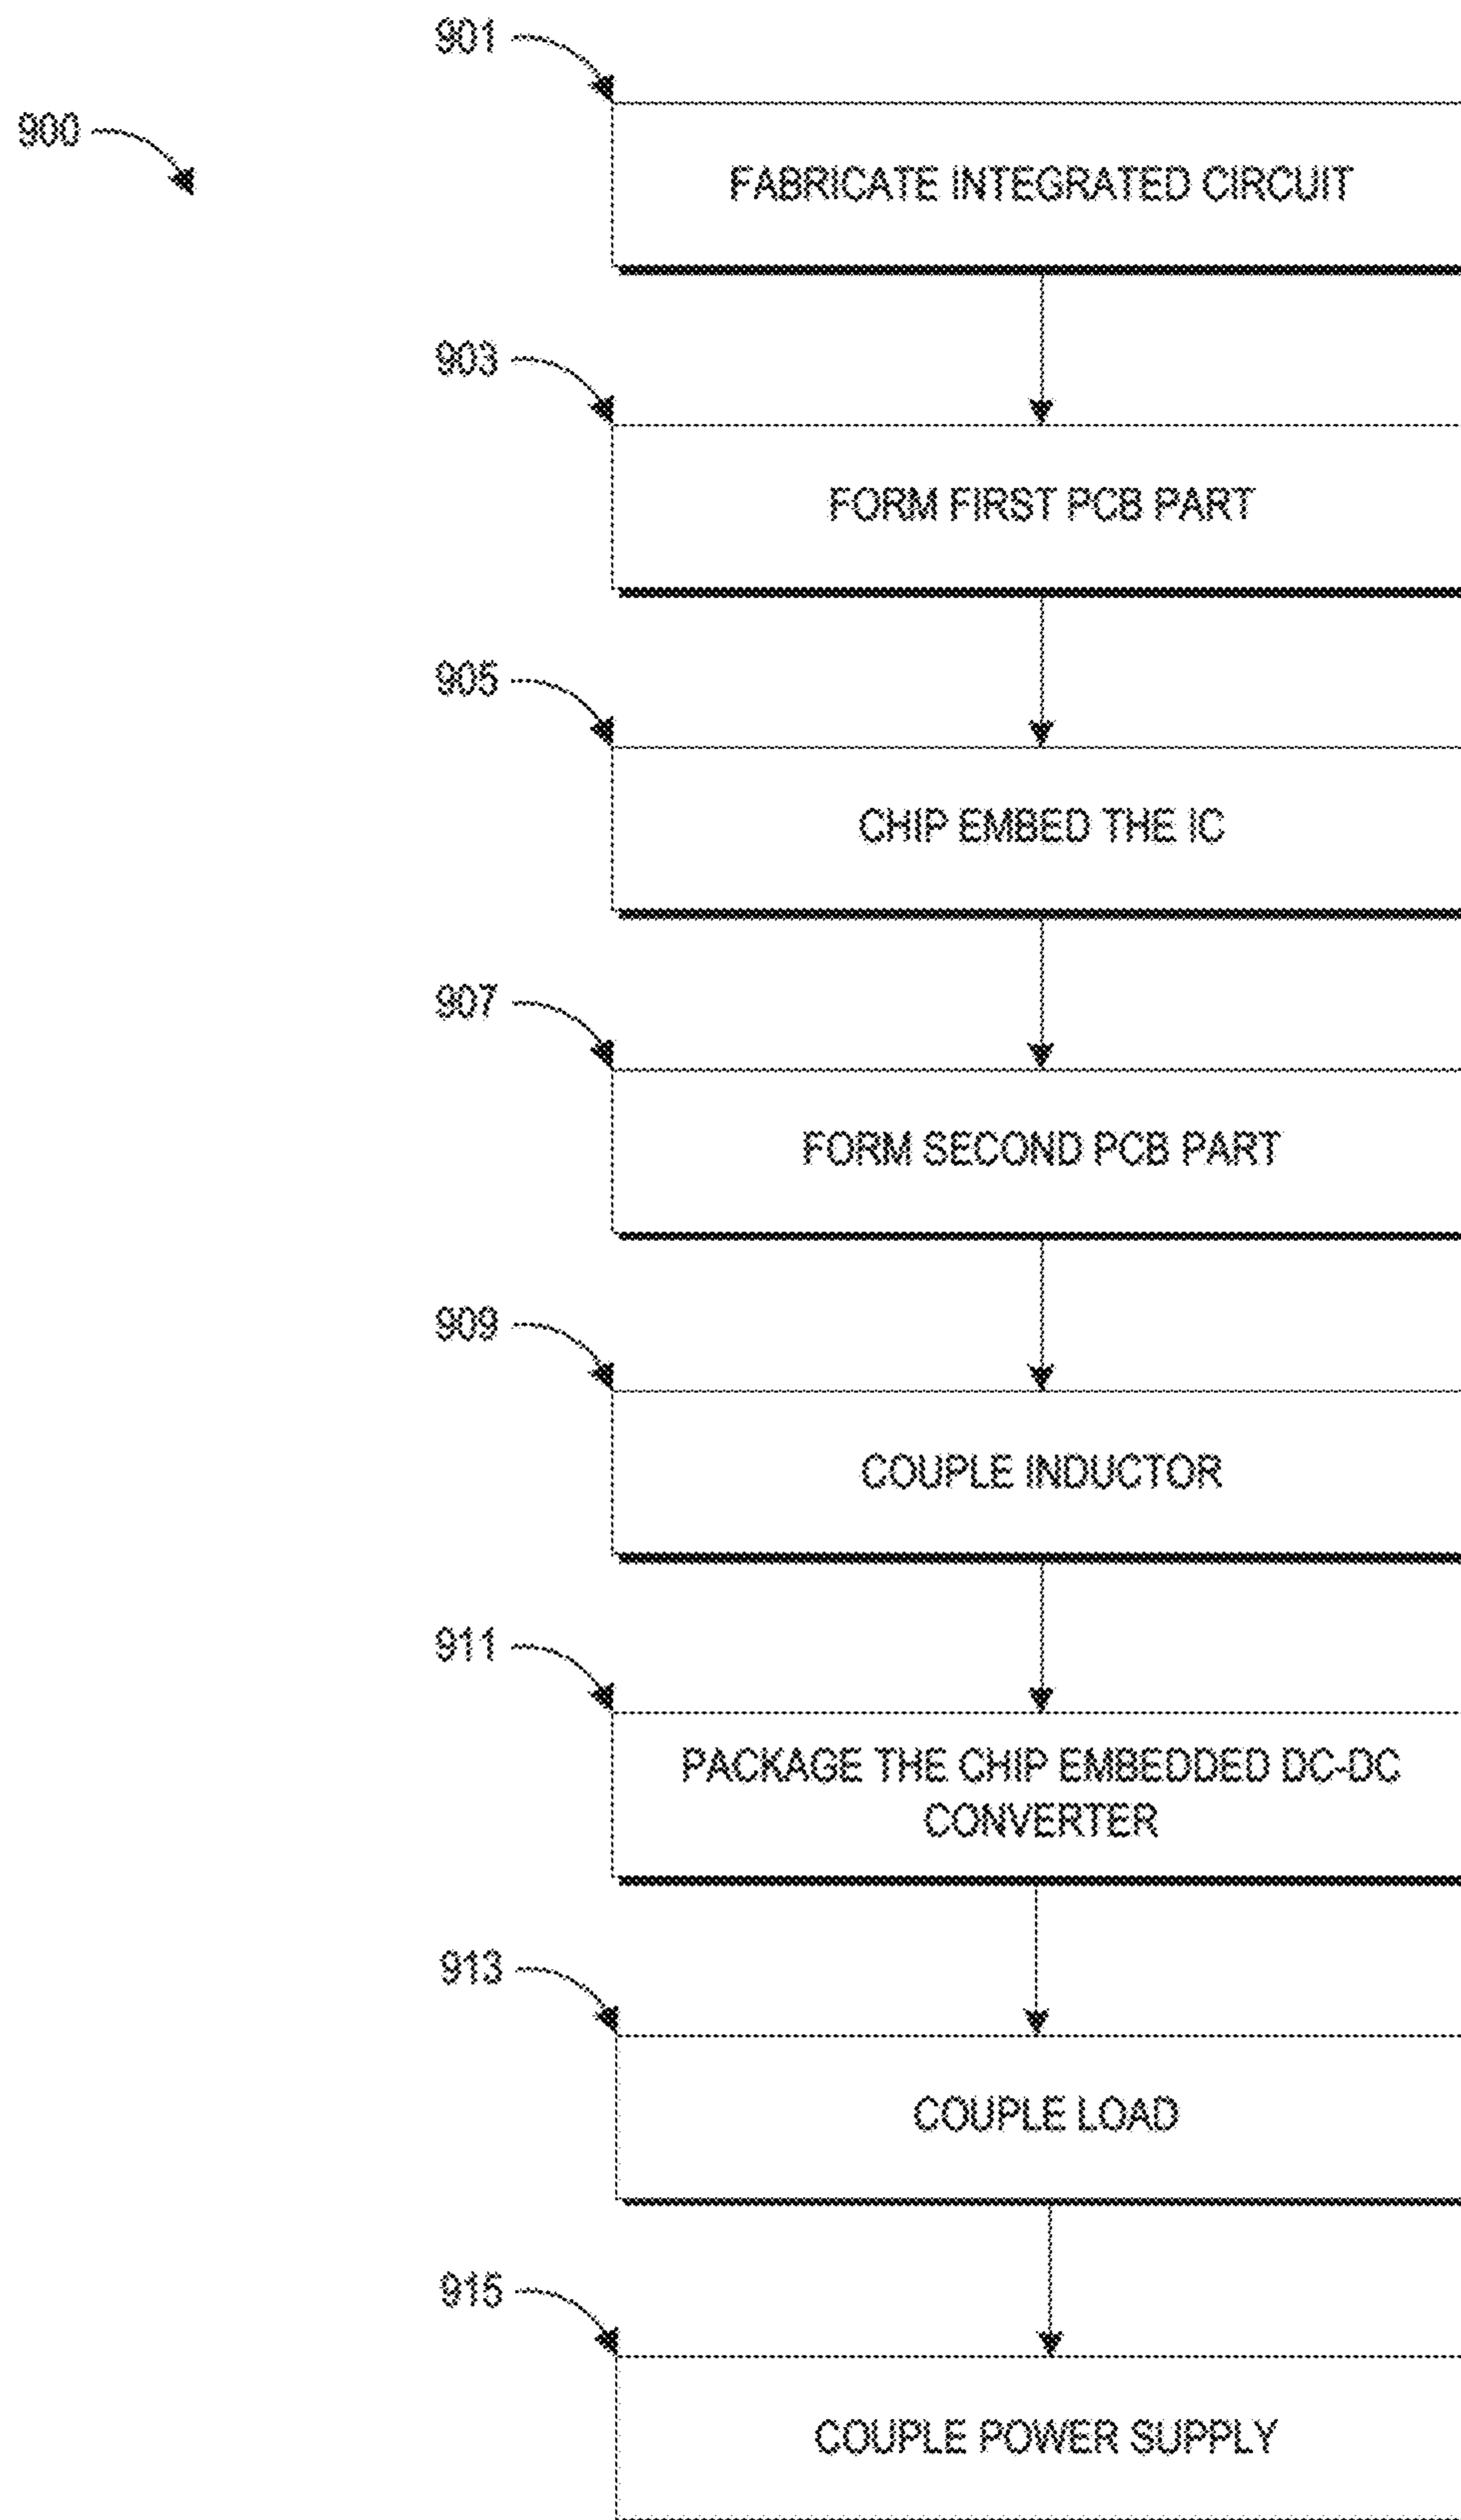 901
900
FABRICATE INTEGRATED CIRCUIT
903
FORM FIRST PCB PART
905
CHIP EMBED THE IC
907
FORM SECOND PCB PART
909
COUPLE INDUCTOR
911
PACKAGE THE CHIP EMBEDDED DC-DC
CONVERTER
913
COUPLE LOAD
915
COUPLE POWER SUPPLY